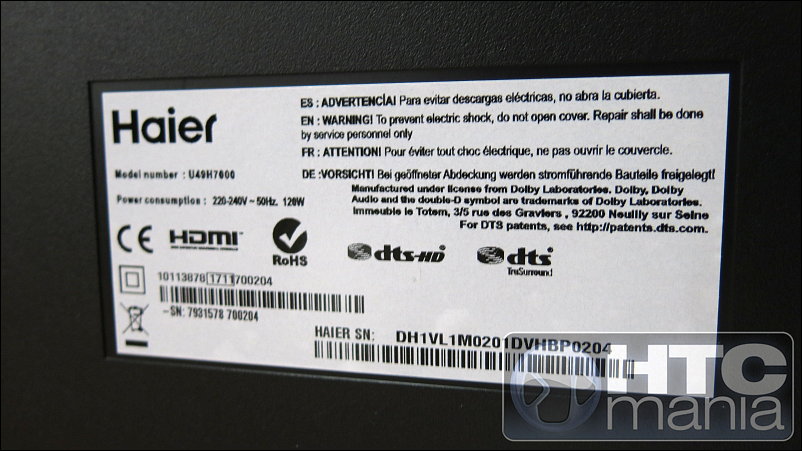 Haier
ES : ADVERTENCİA! Para evitar descargas eléctricas, no abra la cubierta.
EN : WARNING! To prevent electric shock, do not open cover. Repair shall be done
by service personnel only
FR : ATTENTION! Pour éviter tout choc électrique, ne pas ouvrir le couvercle.
Model number : U49H7000
DE :VORSICHT! Bei geöffneter Abdeckung werden stromführende Bauteile freigelegt!
Manufactured under license from Dolby Laboratories. Dolby, Dolby
Power consumption : 220-240V ~ 50Hz. 120W
Audio and the double-D symbol are trademarks of Dolby Laboratories.
Immeuble le Totem, 3/5 rue des Graviers , 92200 Neuilly sur Seine
For DTS patents, see http://patents.dts.com.
CE HDMI RoHS dts-HD dts
TruSurround
10113878 1711 700204
-SN: 7931578 700204
HAIER SN: DH1VL1M0201DVHBP0204
HTC
mania